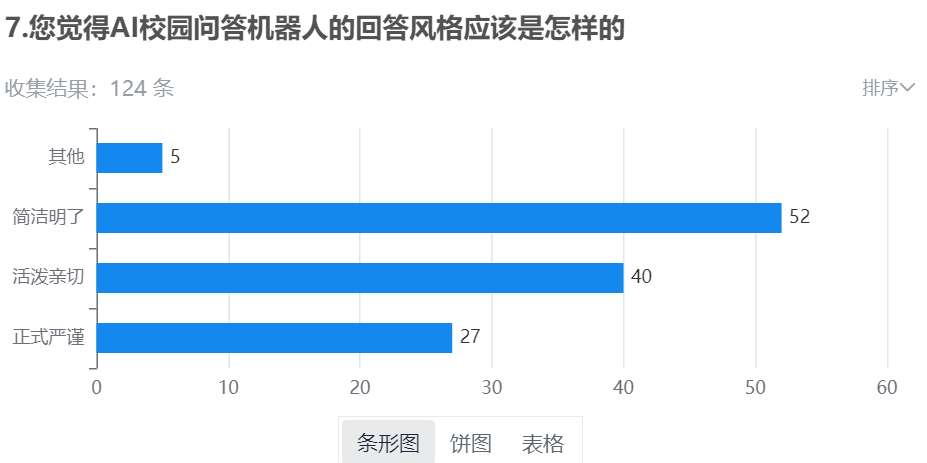 7.您觉得AI校园问答机器人的回答风格应该是怎样的
收集结果：124 条
排序
其他 5
简洁明了 52
活泼亲切 40
正式严谨 27
0 10 20 30 40 50 60
条形图 饼图 表格